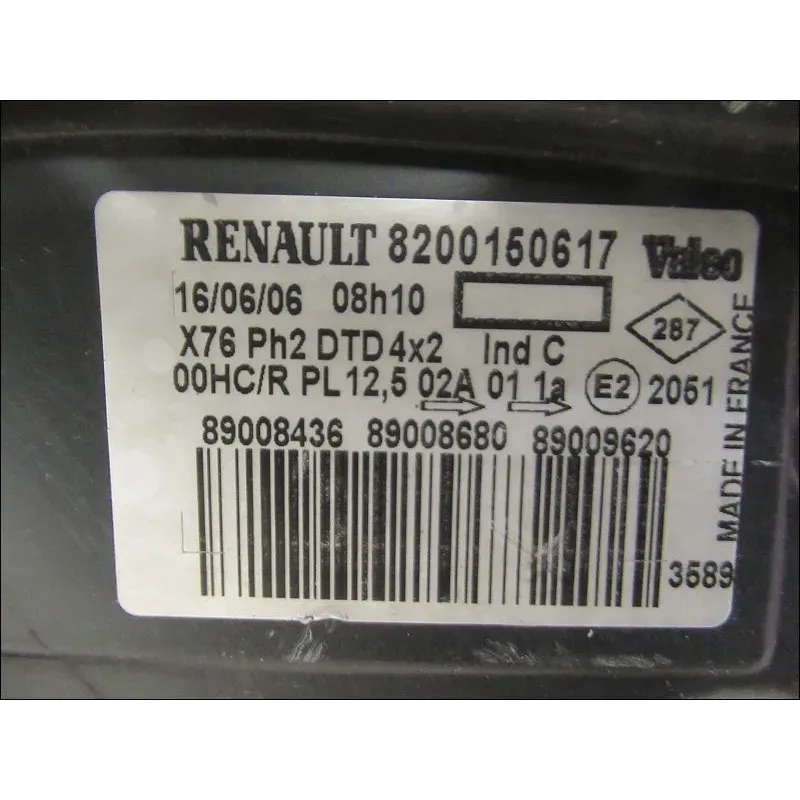 RENAULT 8200150617 Valeo
16/06/06 08h10
287
X76 Ph2 DTD 4x2 Ind C
00HC/R PL 12,5 02A 01 1a E2 2051
89008436 89008680 89009620
3589
MADE IN FRANCE